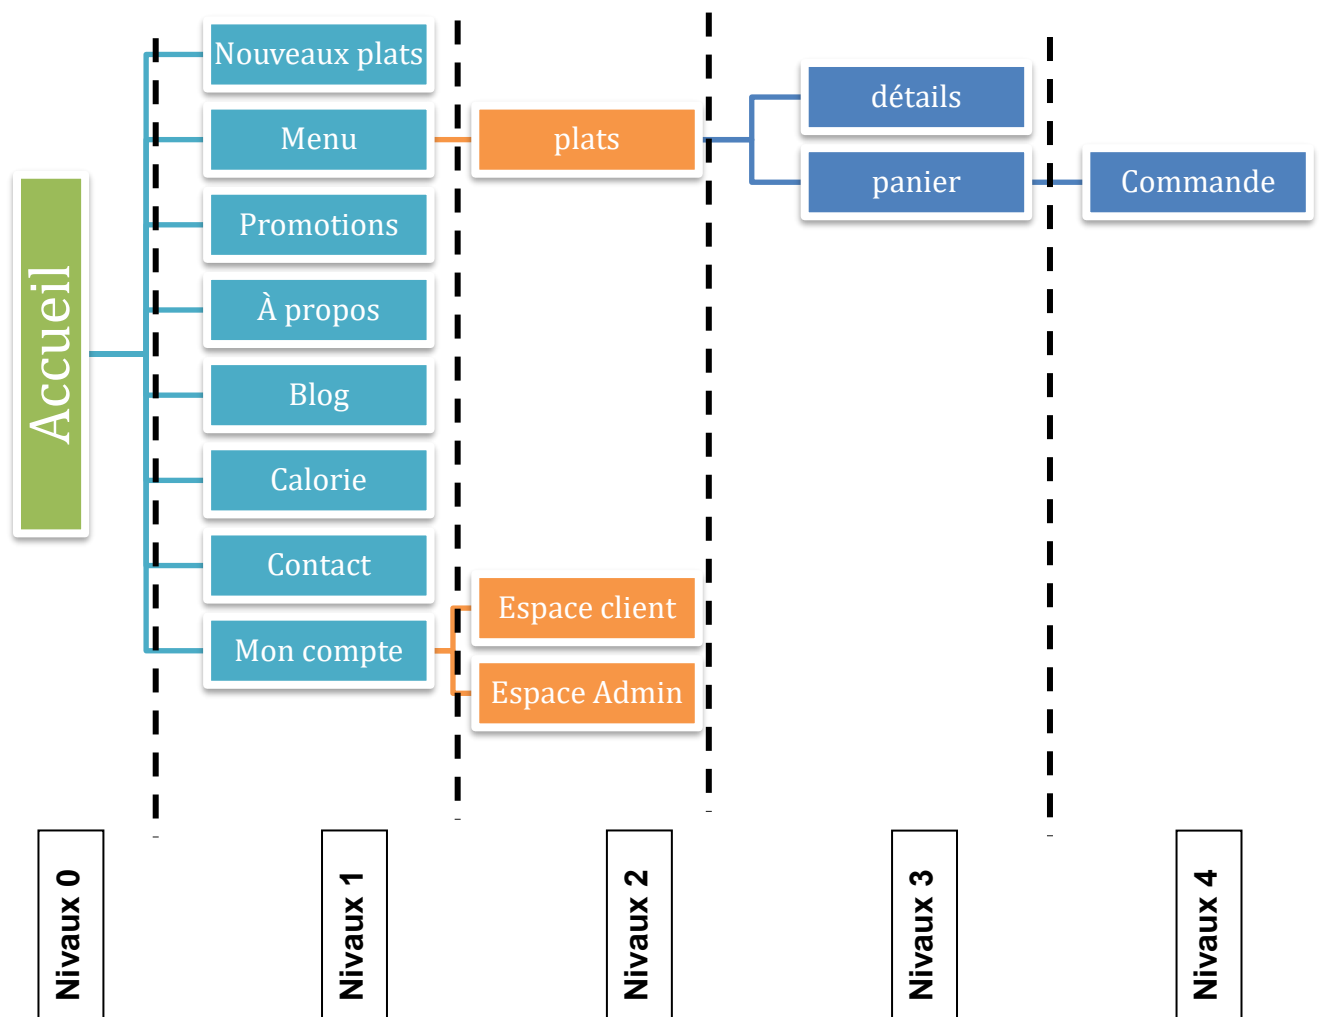 Accueil
Nouveaux plats
Menu
Promotions
À propos
Blog
Calorie
Contact
Mon compte
plats
Espace client
Espace Admin
détails
panier
Commande
Nivaux 0
Nivaux 1
Nivaux 2
Nivaux 3
Nivaux 4